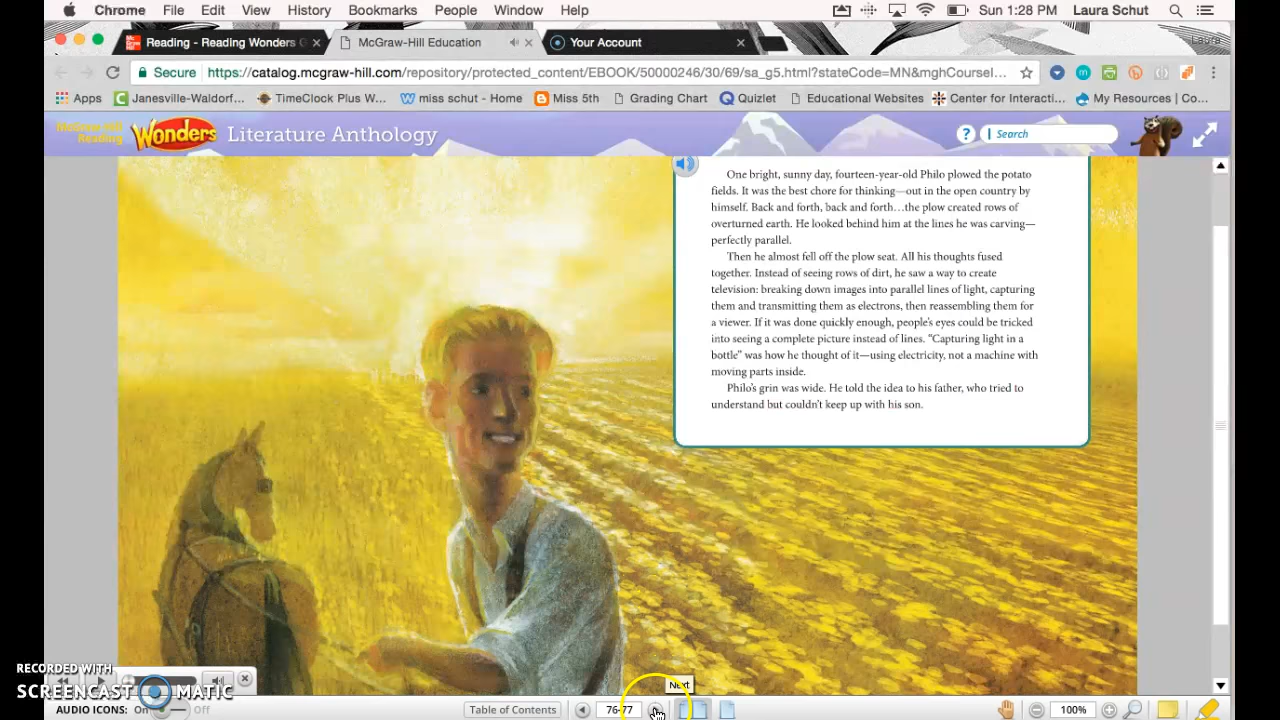 Chrome File Edit View History Bookmarks People Window Help Sun 1:28 PM Laura Schut
Reading - Reading Wonders McGraw-Hill Education Your Account Laura
Secure https://catalog.mcgraw-hill.com/repository/protected_content/EBOOK/50000246/30/69/sa_g5.html?stateCode=MN&mghCourseI...
Apps Janesville-Waldorf... TimeClock Plus W... miss schut - Home Miss 5th Grading Chart Quizlet Educational Websites Center for Interacti... My Resources | Co...
McGraw Hill Reading Wonders Literature Anthology ? Search
One bright, sunny day, fourteen-year-old Philo plowed the potato
fields. It was the best chore for thinking—out in the open country by
himself. Back and forth, back and forth…the plow created rows of
overturned earth. He looked behind him at the lines he was carving—
perfectly parallel.
Then he almost fell off the plow seat. All his thoughts fused
together. Instead of seeing rows of dirt, he saw a way to create
television: breaking down images into parallel lines of light, capturing
them and transmitting them as electrons, then reassembling them for
a viewer. If it was done quickly enough, people's eyes could be tricked
into seeing a complete picture instead of lines. "Capturing light in a
bottle" was how he thought of it—using electricity, not a machine with
moving parts inside.
Philo's grin was wide. He told the idea to his father, who tried to
understand but couldn't keep up with his son.
Next
RECORDED WITH
SCREENCAST MATIC
AUDIO ICONS: On Off Table of Contents 76-77 100%